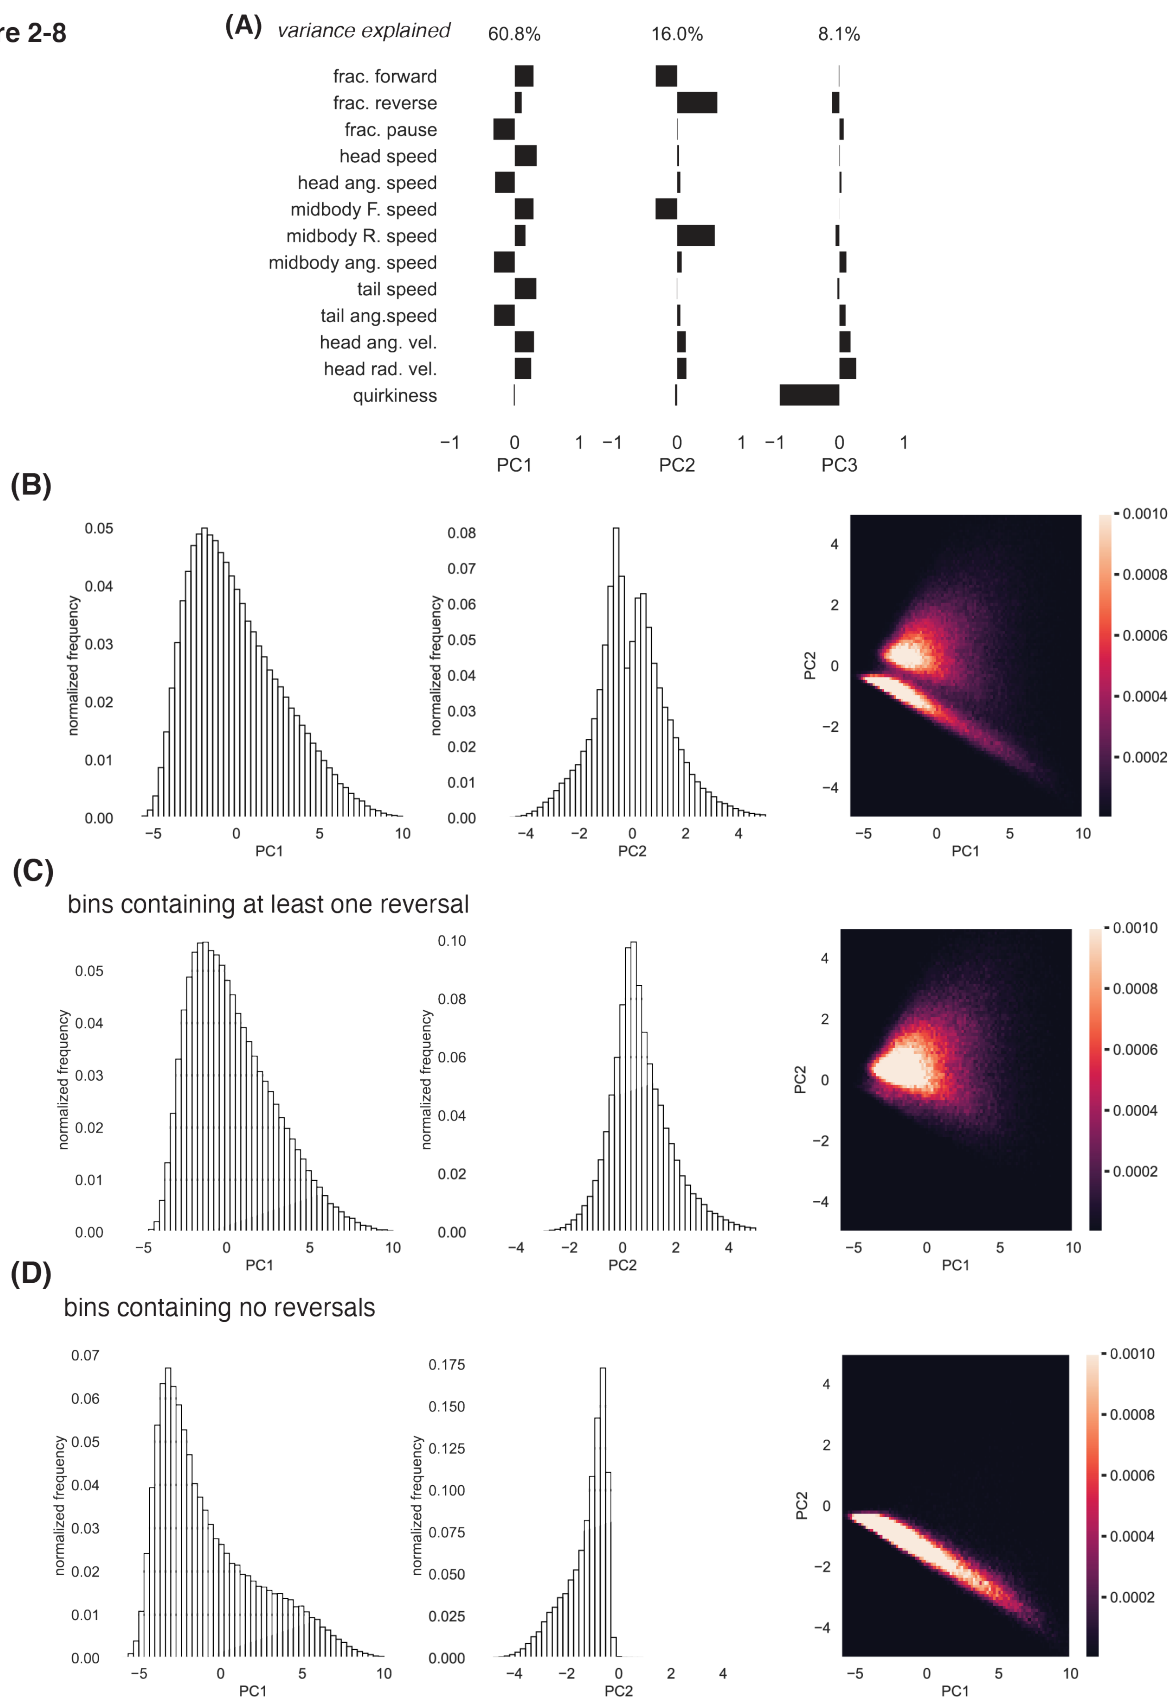 re 2-8
(A) variance explained 60.8% 16.0% 8.1%
frac. forward
frac. reverse
frac. pause
head speed
head ang. speed
midbody F. speed
midbody R. speed
midbody ang. speed
tail speed
tail ang.speed
head ang. vel.
head rad. vel.
quirkiness
−1 0 1 −1 0 1 −1 0 1
PC1 PC2 PC3
(B)
normalized frequency
0.05
0.04
0.03
0.02
0.01
0.00
−5 0 5 10
PC1
normalized frequency
0.08
0.07
0.06
0.05
0.04
0.03
0.02
0.01
0.00
−4 −2 0 2 4
PC2
PC2
4
2
0
−2
−4
−5 0 5 10
PC1
0.0010
0.0008
0.0006
0.0004
0.0002
(C)
bins containing at least one reversal
normalized frequency
0.05
0.04
0.03
0.02
0.01
0.00
−5 0 5 10
PC1
normalized frequency
0.10
0.08
0.06
0.04
0.02
0.00
−4 −2 0 2 4
PC2
PC2
4
2
0
−2
−4
−5 0 5 10
PC1
0.0010
0.0008
0.0006
0.0004
0.0002
(D)
bins containing no reversals
normalized frequency
0.07
0.06
0.05
0.04
0.03
0.02
0.01
0.00
−5 0 5 10
PC1
normalized frequency
0.175
0.150
0.125
0.100
0.075
0.050
0.025
0.000
−4 −2 0 2 4
PC2
PC2
4
2
0
−2
−4
−5 0 5 10
PC1
0.0010
0.0008
0.0006
0.0004
0.0002